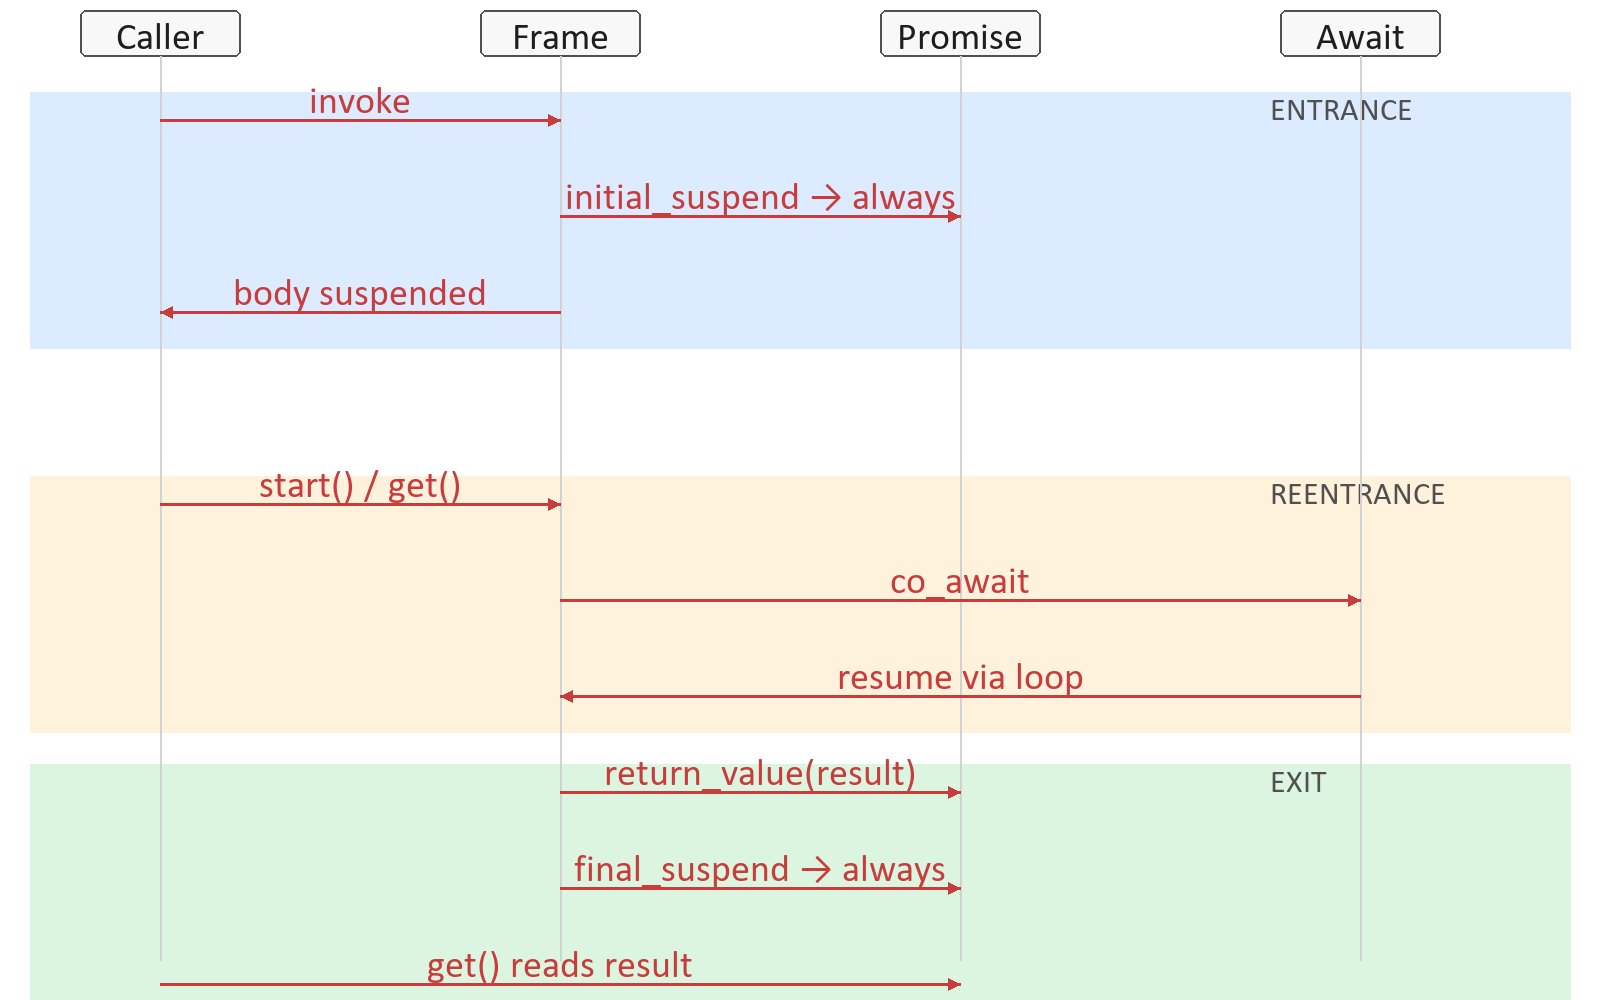 Caller
Frame
Promise
Await
invoke
ENTRANCE
initial_suspend → always
body suspended
start() / get()
REENTRANCE
co_await
resume via loop
return_value(result)
EXIT
final_suspend → always
get() reads result